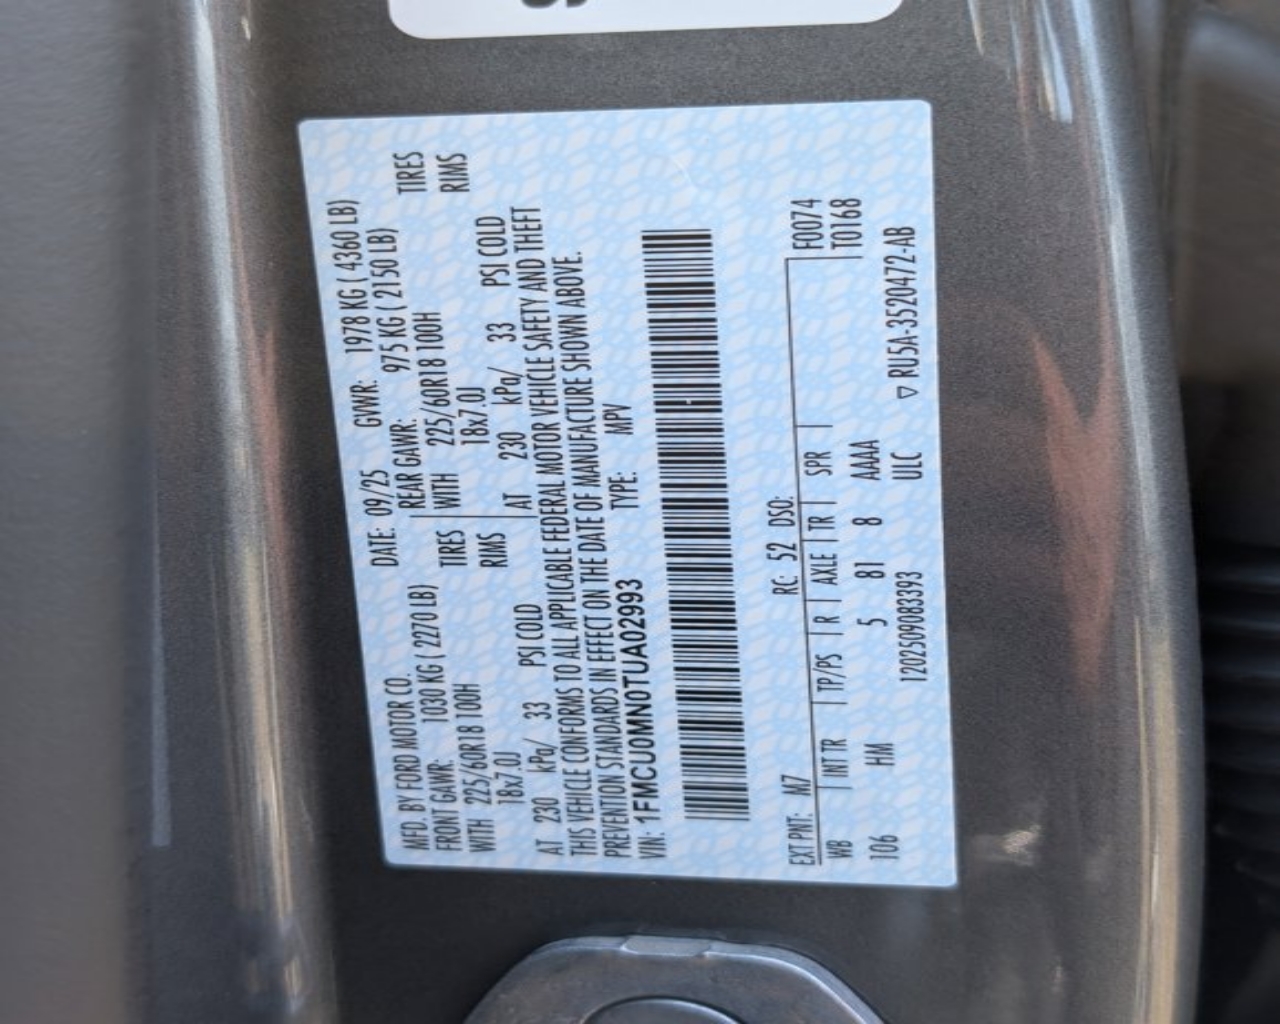 MFD. BY FORD MOTOR CO. DATE: 09/25 GVWR: 1978 KG ( 4360 LB)
FRONT GAWR: 1030 KG ( 2270 LB) REAR GAWR: 975 KG ( 2150 LB)
WITH 225/60R18 100H TIRES WITH 225/60R18 100H TIRES
18x7.0J RIMS 18x7.0J RIMS
AT 230 kPa/ 33 PSI COLD AT 230 kPa/ 33 PSI COLD
THIS VEHICLE CONFORMS TO ALL APPLICABLE FEDERAL MOTOR VEHICLE SAFETY AND THEFT
PREVENTION STANDARDS IN EFFECT ON THE DATE OF MANUFACTURE SHOWN ABOVE.
VIN: 1FMCU0MN0TUA02993 TYPE: MPV
EXT PNT: M7 RC: 52 DSO: F0074
WB INT TR TP/PS R AXLE TR SPR T0168
106 HM 5 81 8 AAAA
1202509083393 ULC ▽ RU5A-3520472-AB